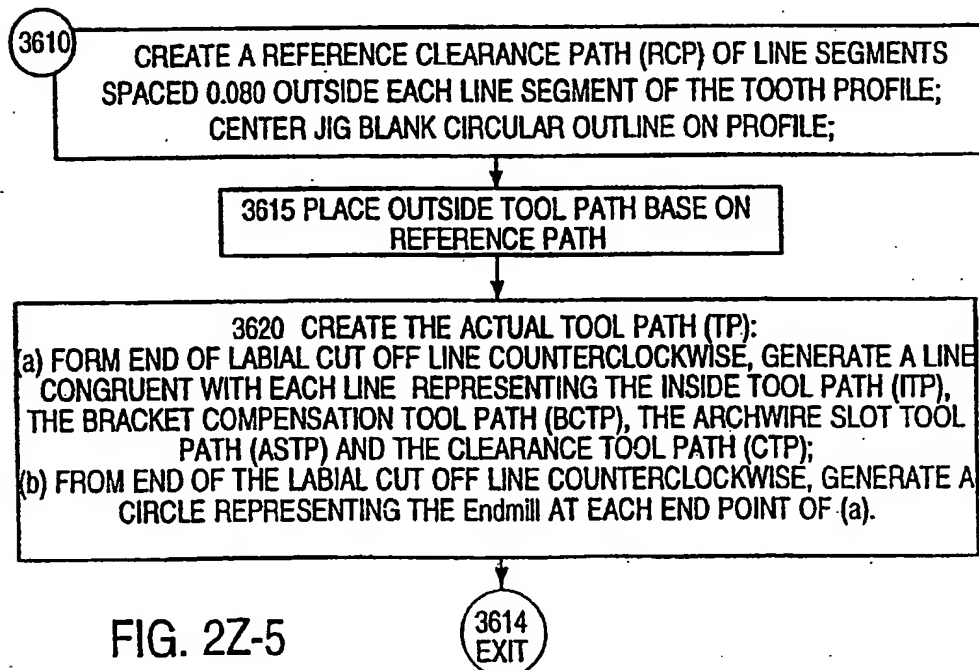 3610
CREATE A REFERENCE CLEARANCE PATH (RCP) OF LINE SEGMENTS
SPACED 0.080 OUTSIDE EACH LINE SEGMENT OF THE TOOTH PROFILE;
CENTER JIG BLANK CIRCULAR OUTLINE ON PROFILE;
3615 PLACE OUTSIDE TOOL PATH BASE ON
REFERENCE PATH
3620 CREATE THE ACTUAL TOOL PATH (TP):
(a) FORM END OF LABIAL CUT OFF LINE COUNTERCLOCKWISE, GENERATE A LINE
CONGRUENT WITH EACH LINE REPRESENTING THE INSIDE TOOL PATH (ITP),
THE BRACKET COMPENSATION TOOL PATH (BCTP), THE ARCHWIRE SLOT TOOL
PATH (ASTP) AND THE CLEARANCE TOOL PATH (CTP);
(b) FROM END OF THE LABIAL CUT OFF LINE COUNTERCLOCKWISE, GENERATE A
CIRCLE REPRESENTING THE Endmill AT EACH END POINT OF (a).
3614
EXIT
FIG. 2Z-5